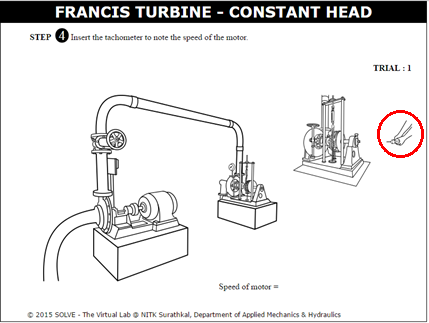 FRANCIS TURBINE - CONSTANT HEAD
STEP 4 Insert the tachometer to note the speed of the motor.
TRIAL : 1
Speed of motor =
© 2015 SOLVE - The Virtual Lab @ NITK Surathkal, Department of Applied Mechanics & Hydraulics